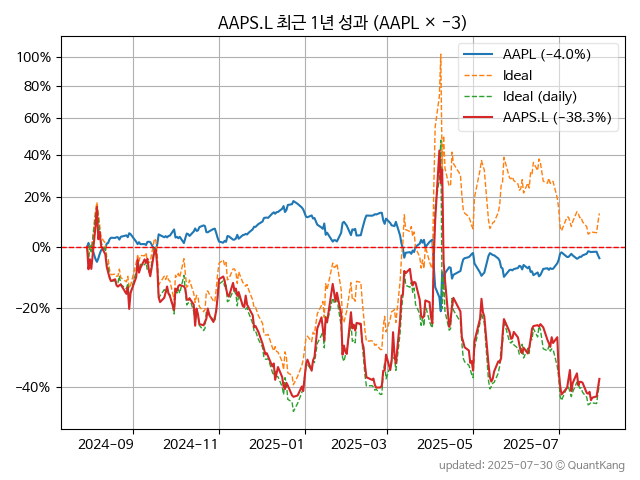 AAPS.L 최근 1년 성과 (AAPL × −3)
100%
80%
60%
40%
20%
0%
−20%
−40%
AAPL (−4.0%)
Ideal
Ideal (daily)
AAPS.L (−38.3%)
2024-09
2024-11
2025-01
2025-03
2025-05
2025-07
updated: 2025-07-30 © QuantKang